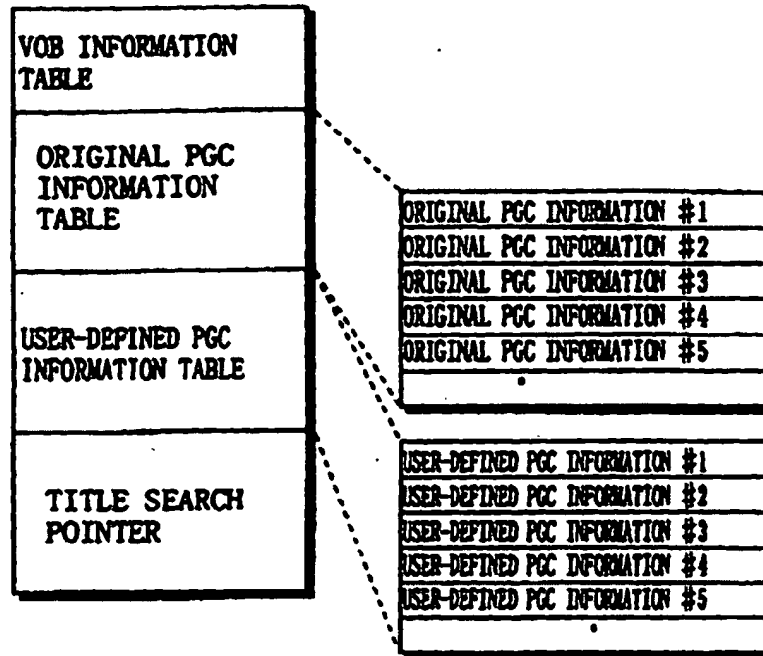 VOB INFORMATION
TABLE
ORIGINAL PGC
INFORMATION
TABLE
USER-DEFINED PGC
INFORMATION TABLE
TITLE SEARCH
POINTER
ORIGINAL PGC INFORMATION #1
ORIGINAL PGC INFORMATION #2
ORIGINAL PGC INFORMATION #3
ORIGINAL PGC INFORMATION #4
ORIGINAL PGC INFORMATION #5
USER-DEFINED PGC INFORMATION #1
USER-DEFINED PGC INFORMATION #2
USER-DEFINED PGC INFORMATION #3
USER-DEFINED PGC INFORMATION #4
USER-DEFINED PGC INFORMATION #5